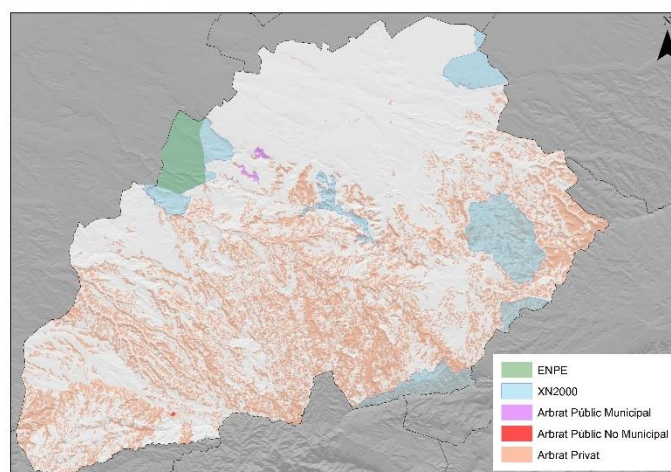 ENPE
XN2000
Arbrat Públic Municipal
Arbrat Públic No Municipal
Arbrat Privat